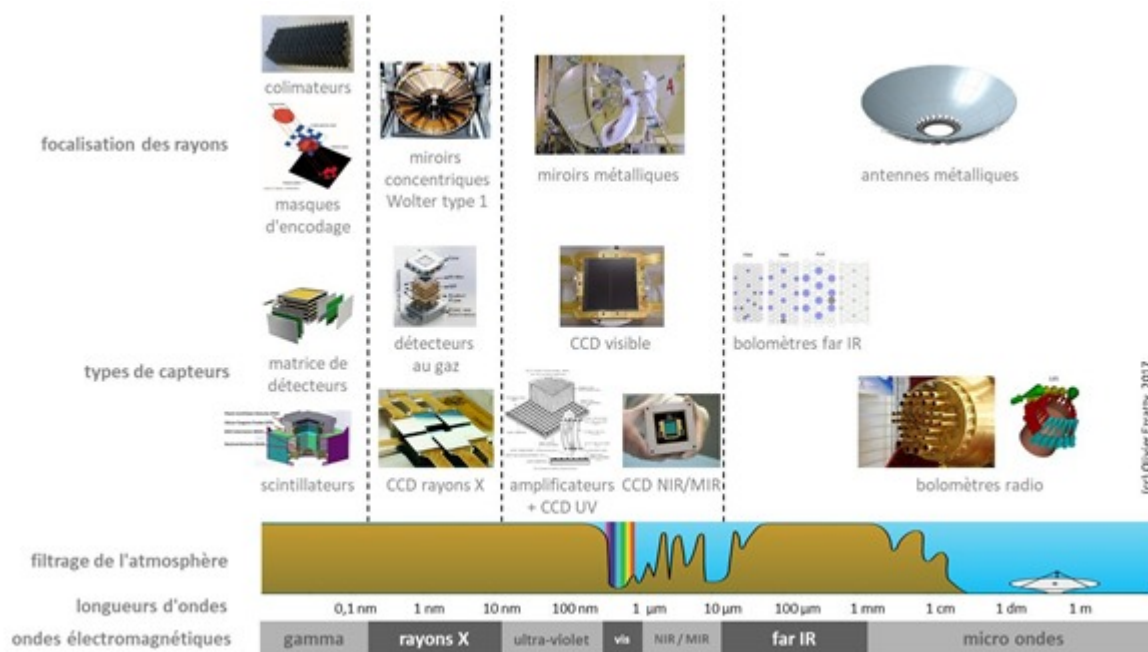 colimateurs
focalisation des rayons
masques
d'encodage
miroirs
concentriques
Wolter type 1
miroirs métalliques
antennes métalliques
types de capteurs
matrice de
détecteurs
scintillateurs
détecteurs
au gaz
CCD rayons X
CCD visible
amplificateurs
+ CCD UV
CCD NIR/MIR
bolomètres far IR
bolomètres radio
(cc) Olivier Ezratty, 2017
filtrage de l'atmosphère
longueurs d'ondes 0,1 nm 1 nm 10 nm 100 nm 1 µm 10 µm 100 µm 1 mm 1 cm 1 dm 1 m
ondes électromagnétiques gamma rayons X ultra-violet vis NIR / MIR far IR micro ondes